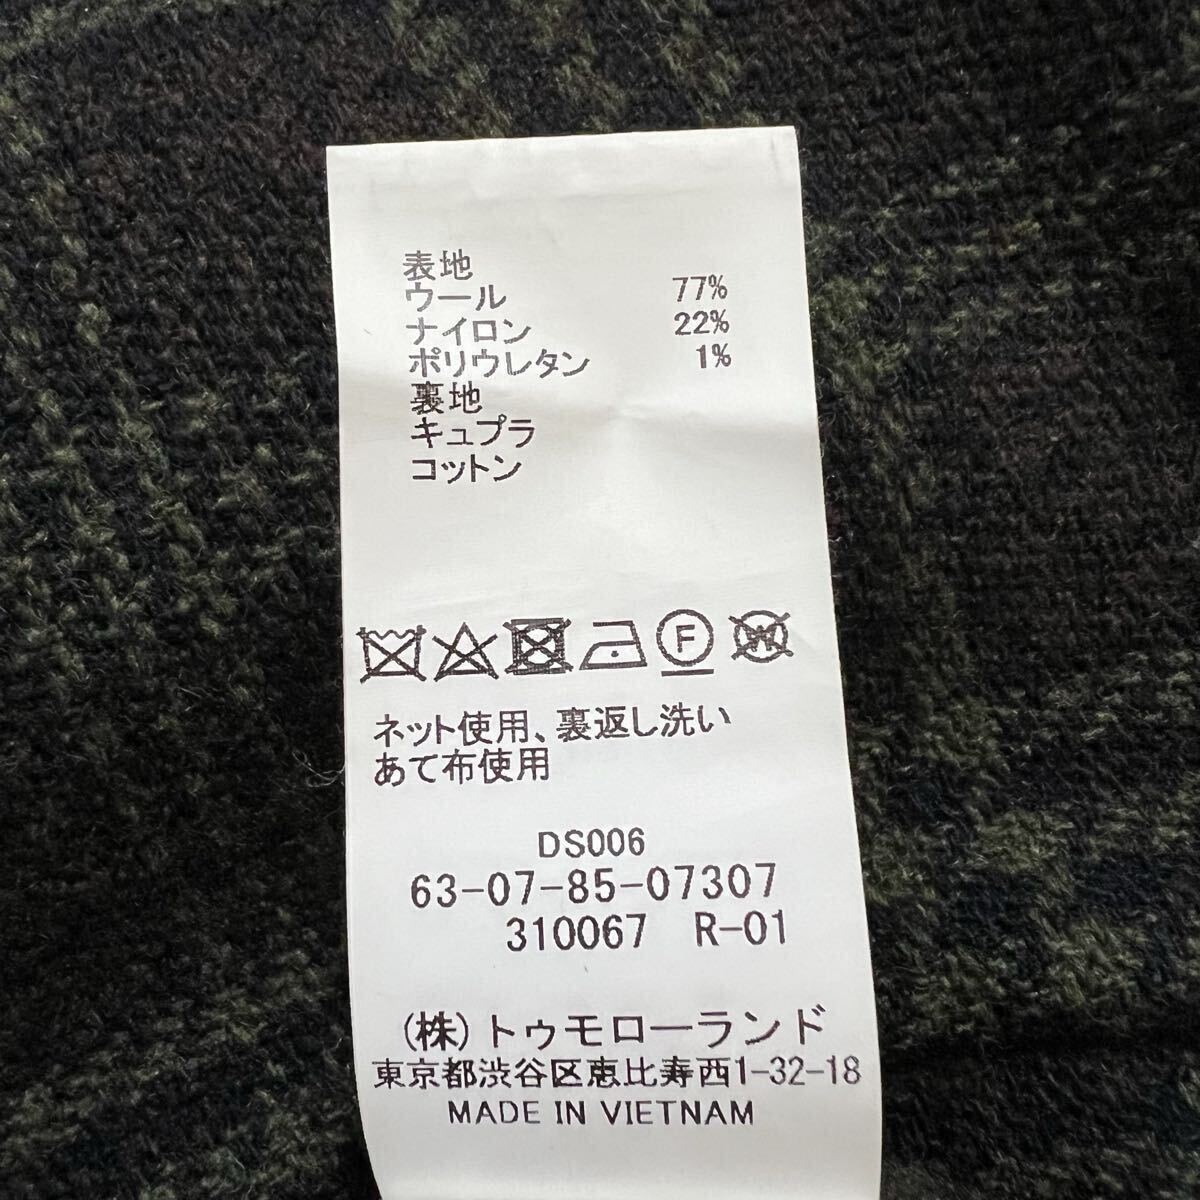 表地
ウール 77%
ナイロン 22%
ポリウレタン 1%
裏地
キュプラ
コットン
F W
ネット使用、裏返し洗い
あて布使用
DS006
63-07-85-07307
310067 R-01
(株)トゥモローランド
東京都渋谷区恵比寿西1-32-18
MADE IN VIETNAM